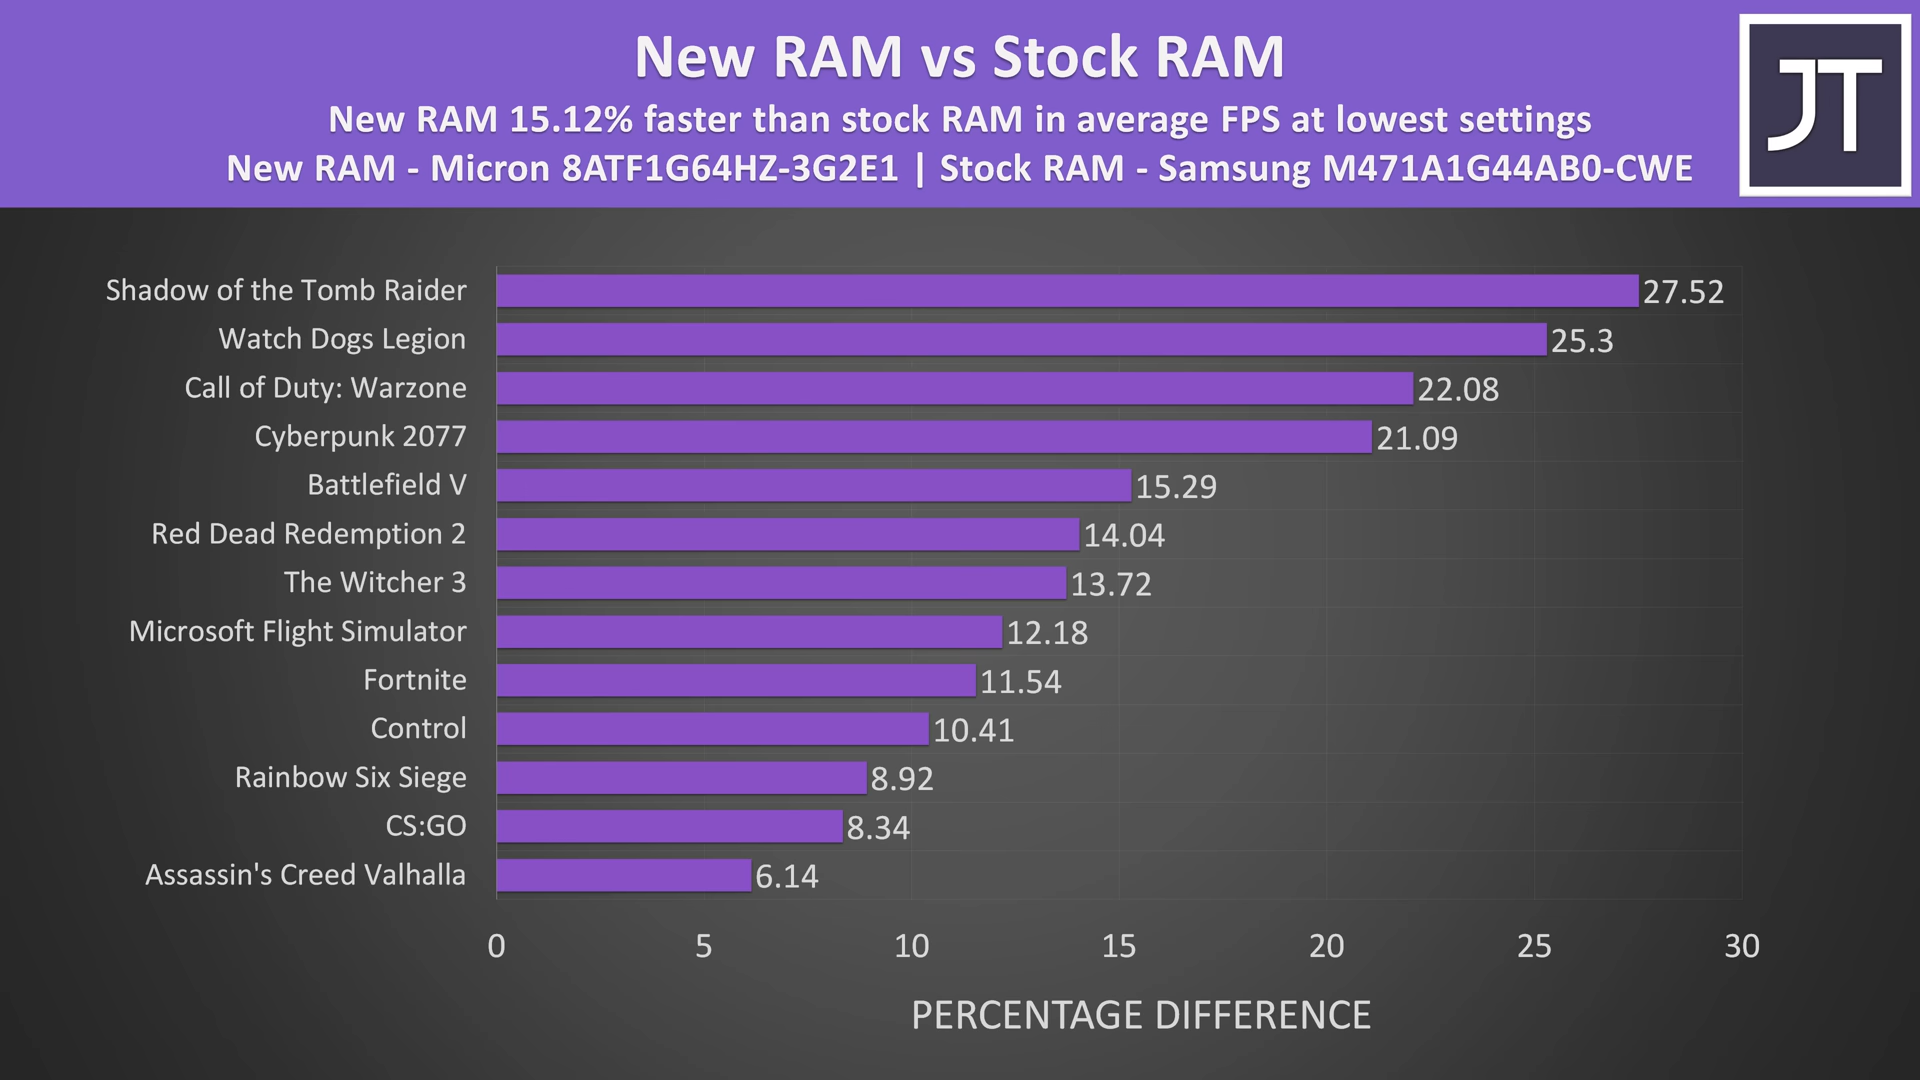 New RAM vs Stock RAM
New RAM 15.12% faster than stock RAM in average FPS at lowest settings
New RAM - Micron 8ATF1G64HZ-3G2E1 | Stock RAM - Samsung M471A1G44AB0-CWE
JT
Shadow of the Tomb Raider 27.52
Watch Dogs Legion 25.3
Call of Duty: Warzone 22.08
Cyberpunk 2077 21.09
Battlefield V 15.29
Red Dead Redemption 2 14.04
The Witcher 3 13.72
Microsoft Flight Simulator 12.18
Fortnite 11.54
Control 10.41
Rainbow Six Siege 8.92
CS:GO 8.34
Assassin's Creed Valhalla 6.14
0 5 10 15 20 25 30
PERCENTAGE DIFFERENCE